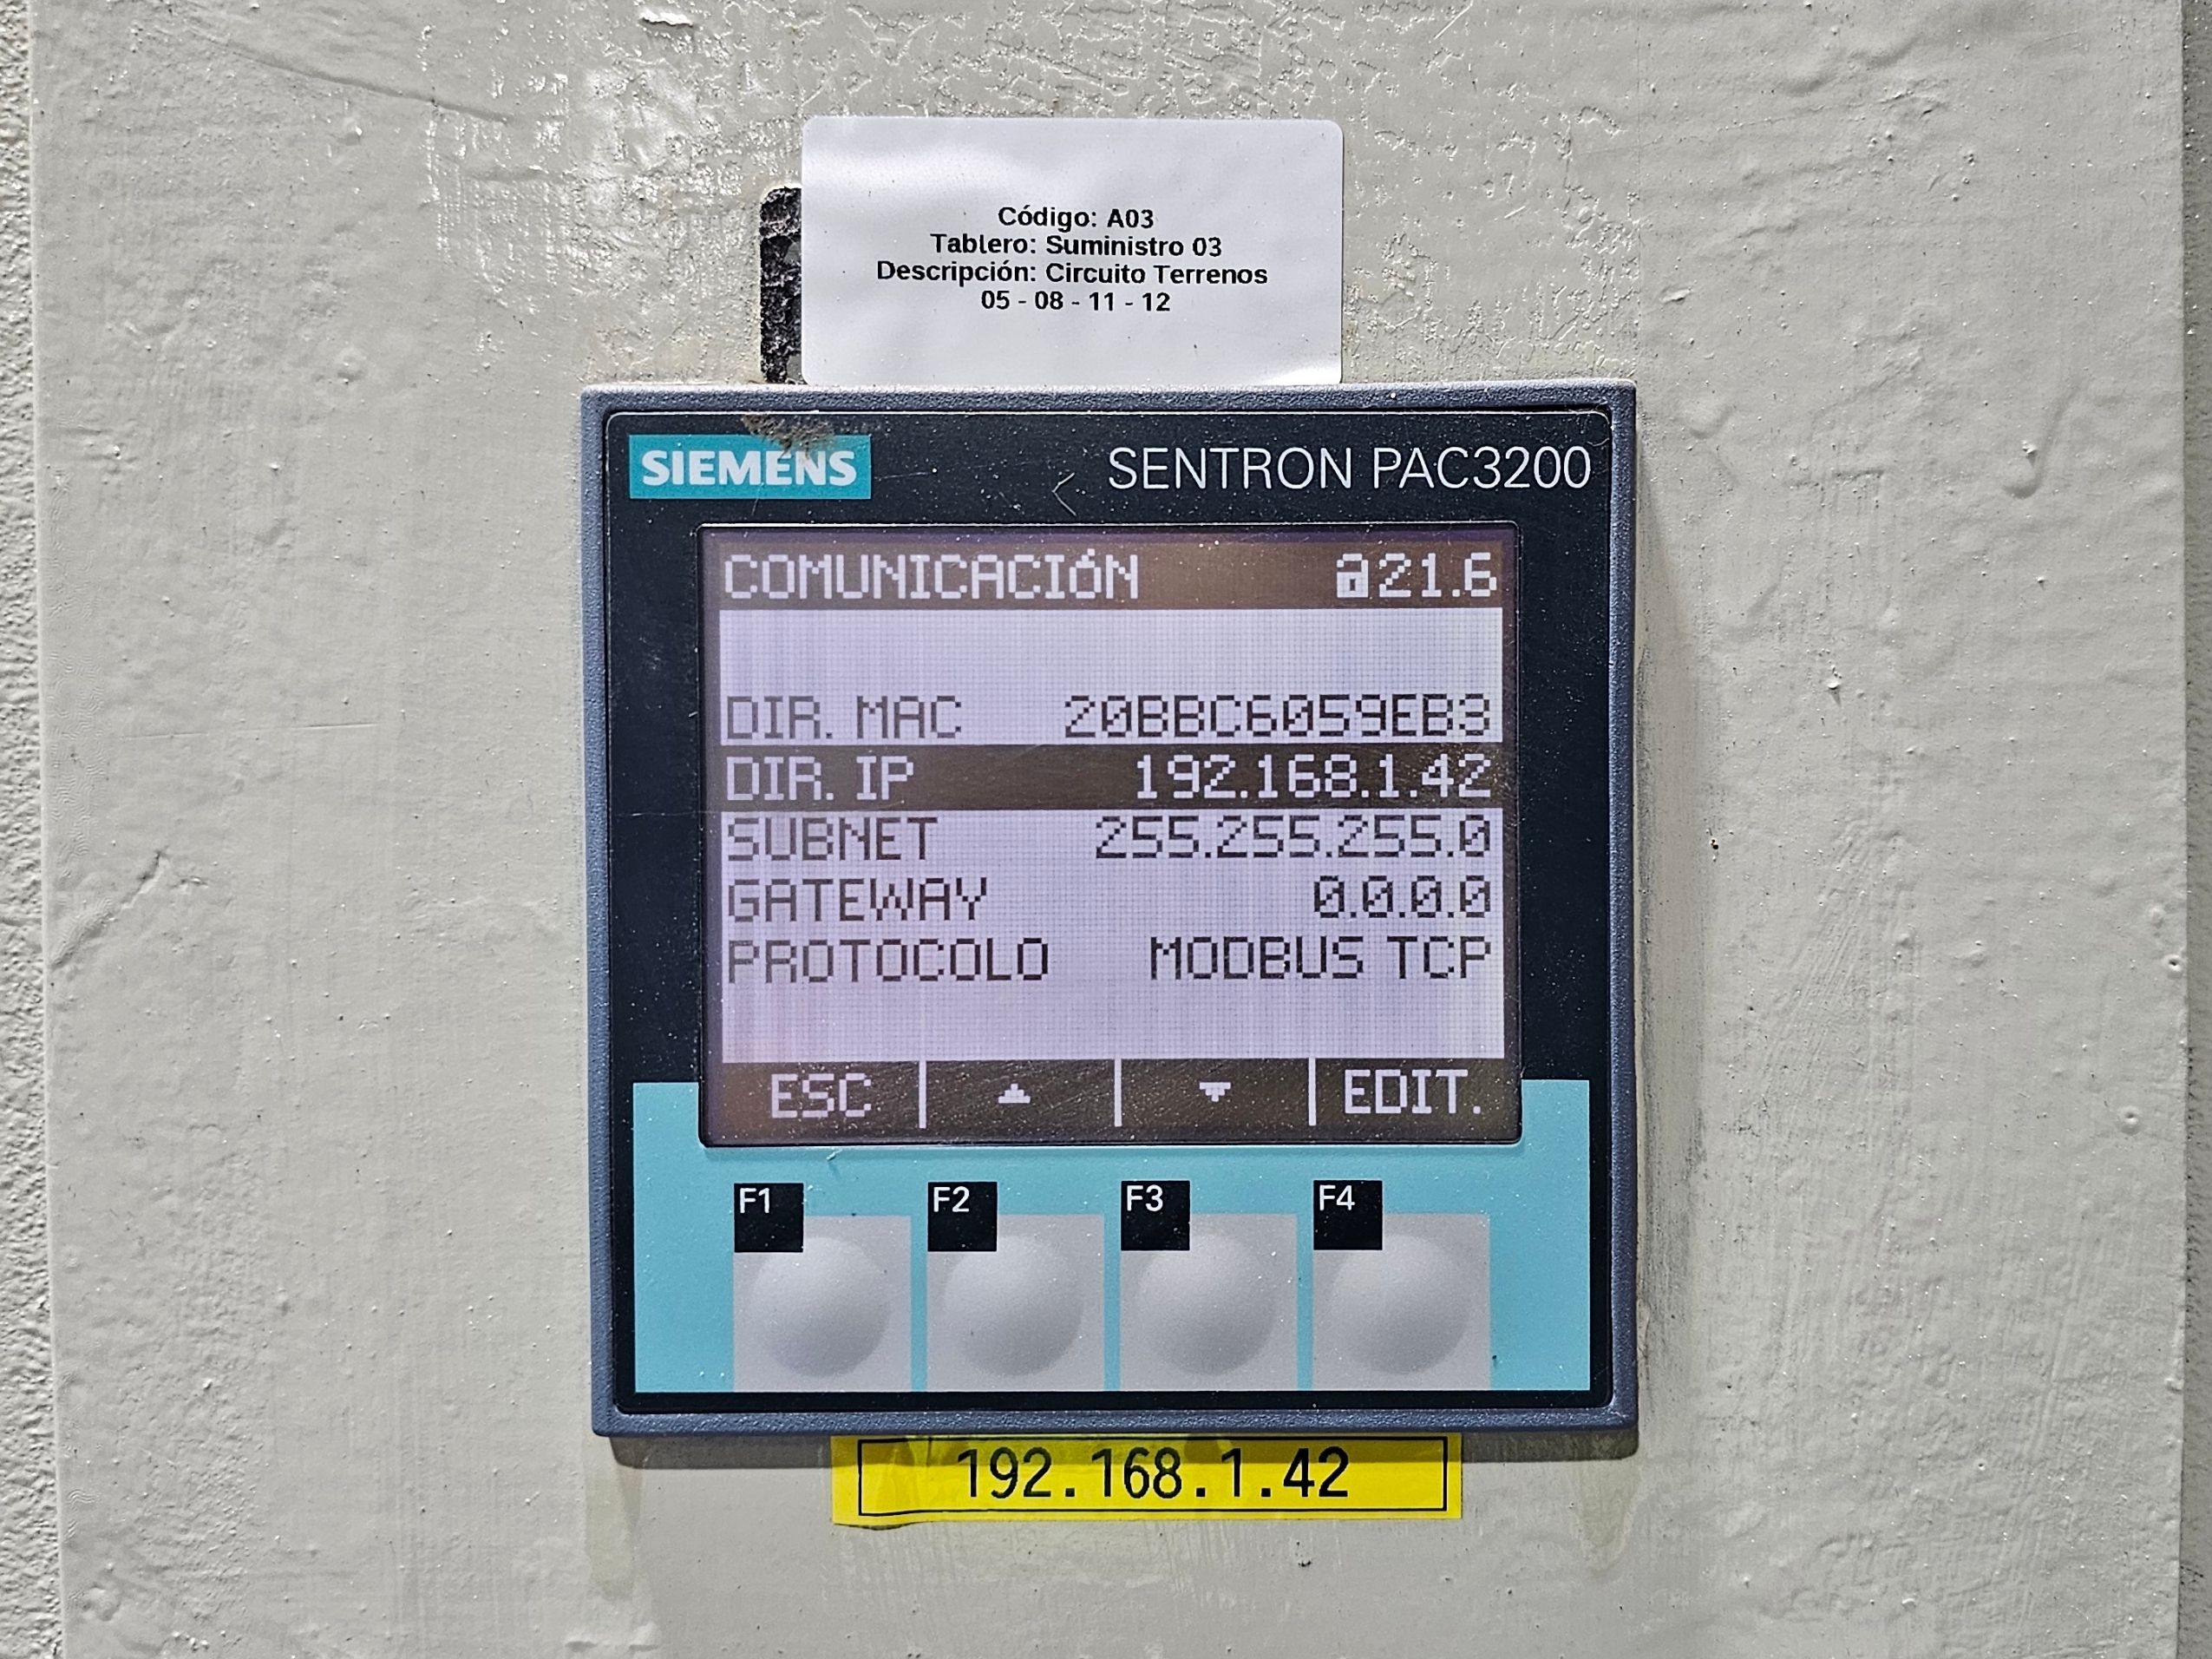 Código: A03
Tablero: Suministro 03
Descripción: Circuito Terrenos
05 - 08 - 11 - 12
SIEMENS SENTRON PAC3200
COMUNICACIÓN 21.6
DIR. MAC 20BBC6059EB3
DIR. IP 192.168.1.42
SUBNET 255.255.255.0
GATEWAY 0.0.0.0
PROTOCOLO MODBUS TCP
ESC EDIT.
F1 F2 F3 F4
192.168.1.42